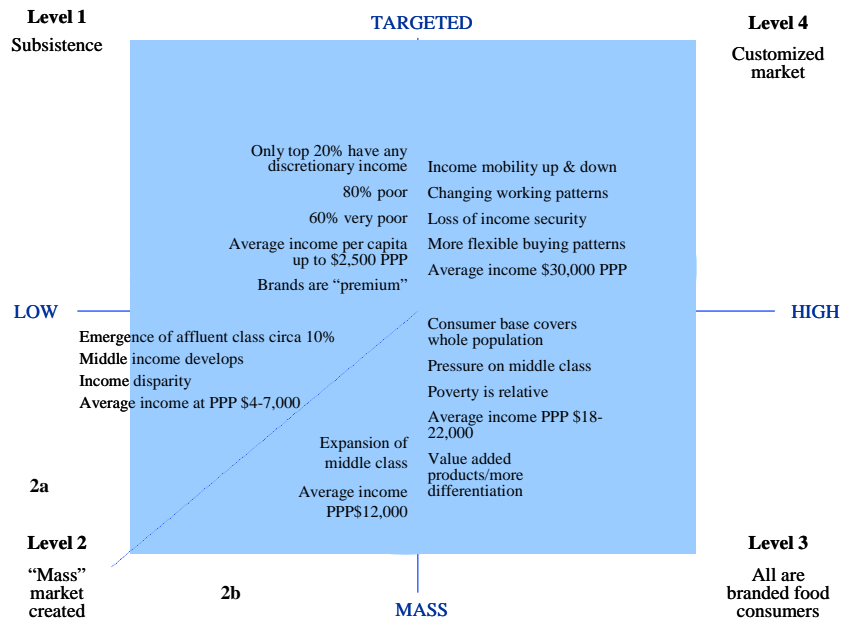 Level 1
Subsistence
TARGETED
Level 4
Customized
market
Only top 20% have any
discretionary income
80% poor
60% very poor
Average income per capita
up to $2,500 PPP
Brands are “premium”
Income mobility up & down
Changing working patterns
Loss of income security
More flexible buying patterns
Average income $30,000 PPP
LOW
HIGH
Emergence of affluent class circa 10%
Middle income develops
Income disparity
Average income at PPP $4-7,000
Expansion of
middle class
Average income
PPP$12,000
Consumer base covers
whole population
Pressure on middle class
Poverty is relative
Average income PPP $18-
22,000
Value added
products/more
differentiation
2a
Level 2
“Mass”
market
created
2b
MASS
Level 3
All are
branded food
consumers